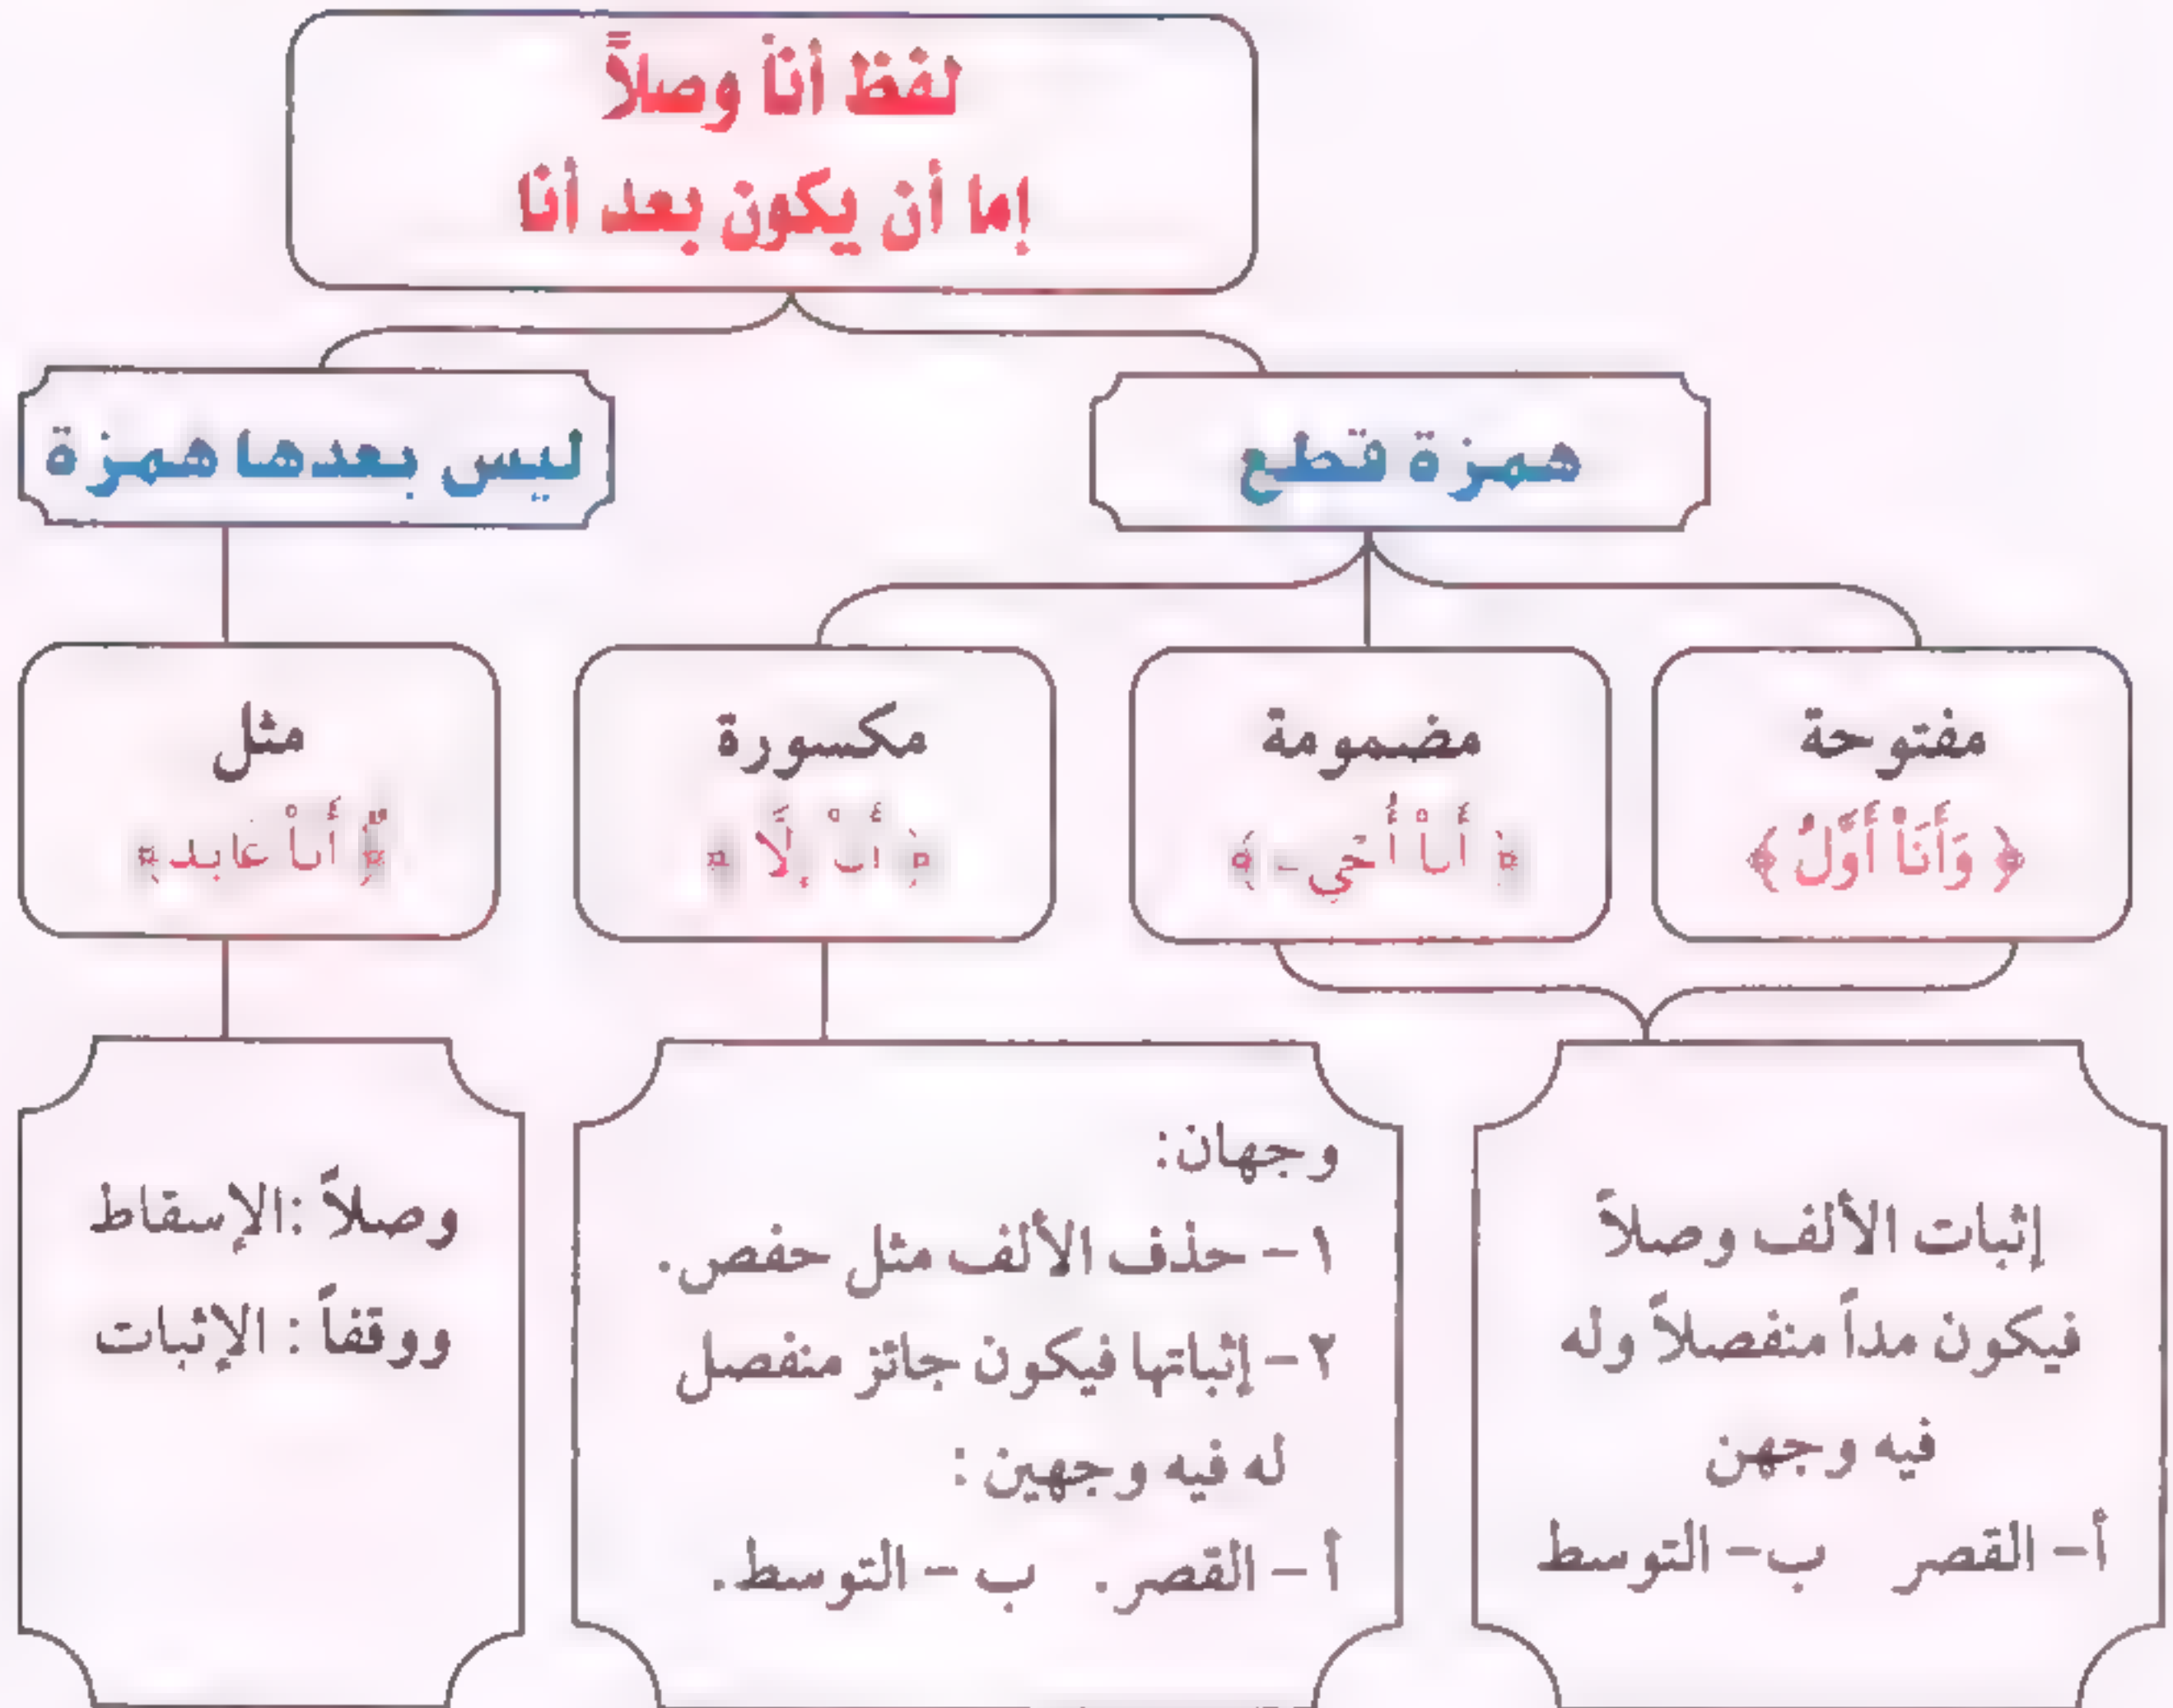 لفظ أناْ وصلاً
إما أن يكون بعد أنا
همزة قطع
ليس بعدها همزة
مفتوحة
﴿ وَأَنَا۠ أَوَّلُ ﴾
مضمومة
﴿ أَنَا۠ أُحْيِۦ ﴾
مكسورة
إِلَّا
مثل
﴿ أَنَا۠ عَابِدٌ ﴾
إثبات الألف وصلاً
فيكون مداً منفصلاً وله
فيه وجهن
أ- القصر ب- التوسط
وجهان:
١- حذف الألف مثل حفص.
٢- إثباتها فيكون جائز منفصل
له فيه وجهين :
أ- القصر. ب- التوسط.
وصلاً :الإسقاط
ووقفاً : الإثبات